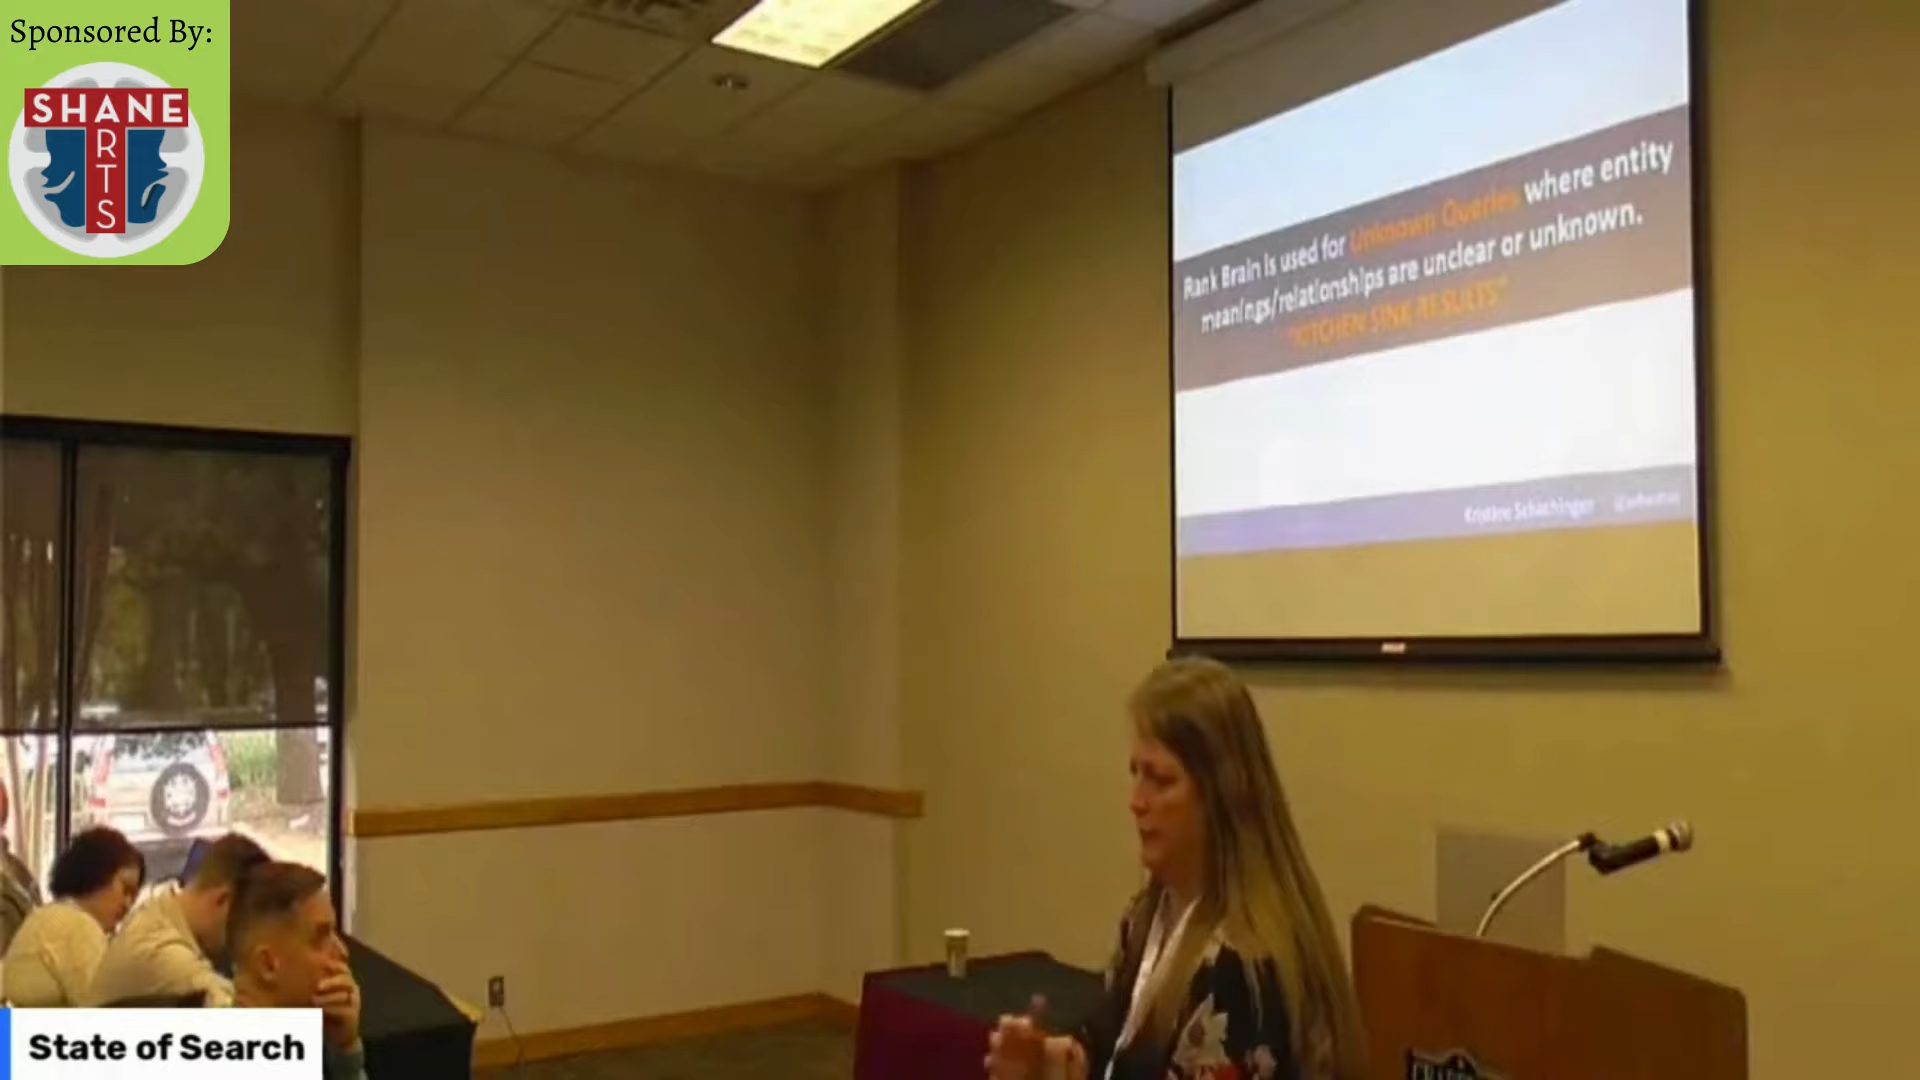 Sponsored By:
SHANE
RTS
Rank Brain is used for Unknown Queries where entity
meanings/relationships are unclear or unknown.
"KITCHEN SINK RESULTS"
Kristine Schachinger
State of Search